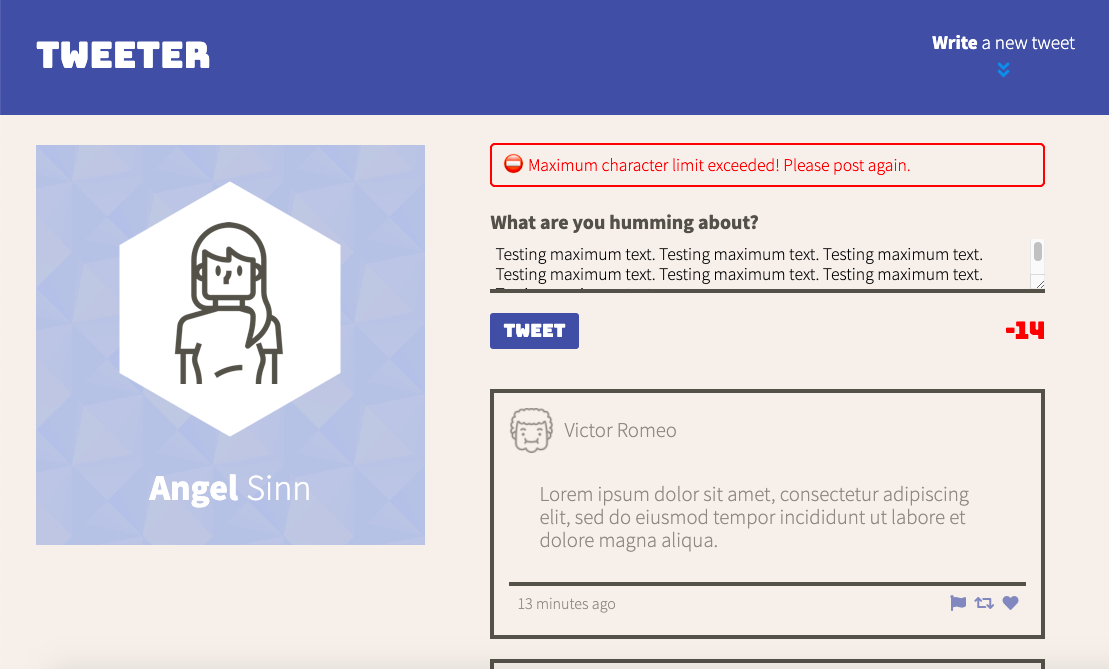 TWEETER
Write a new tweet
Angel Sinn
Maximum character limit exceeded! Please post again.
What are you humming about?
Testing maximum text. Testing maximum text. Testing maximum text.
Testing maximum text. Testing maximum text. Testing maximum text.
TWEET
-14
Victor Romeo
Lorem ipsum dolor sit amet, consectetur adipiscing
elit, sed do eiusmod tempor incididunt ut labore et
dolore magna aliqua.
13 minutes ago